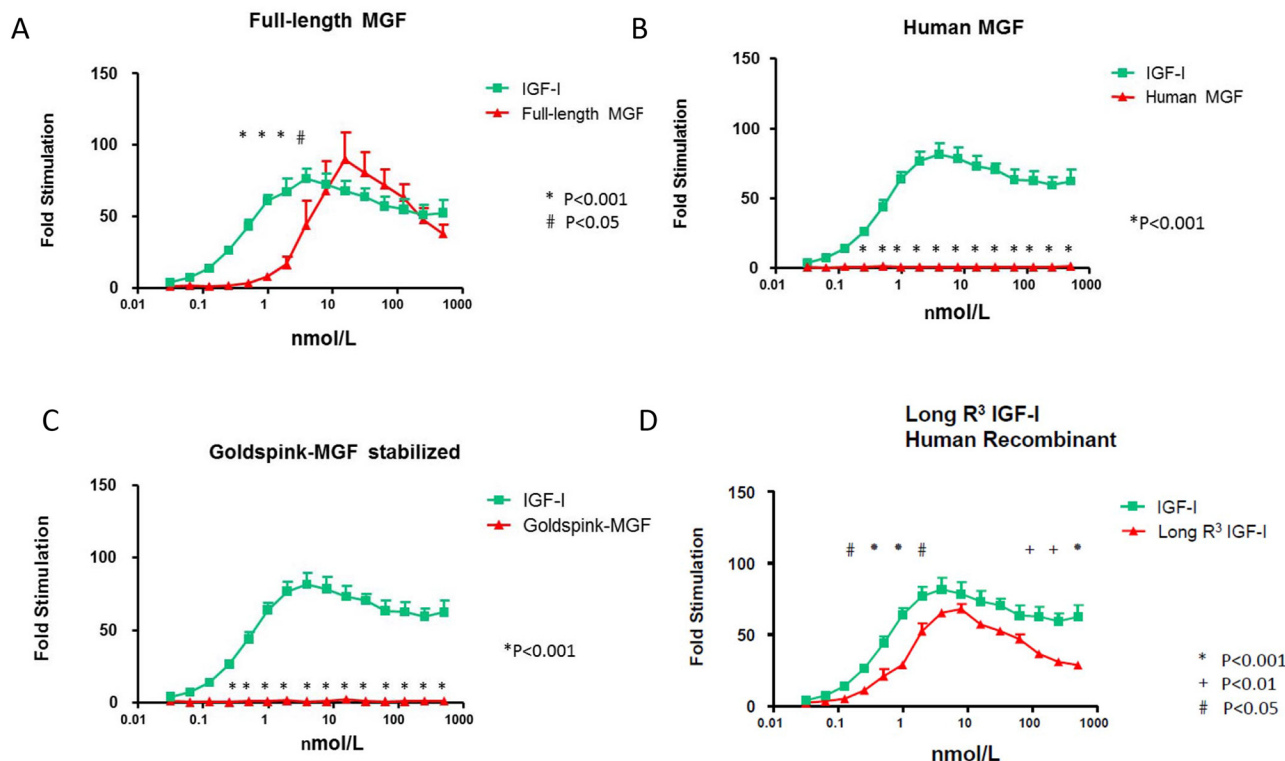 A
Full-length MGF
150
100
50
0
Fold Stimulation
0.01
0.1
1
10
100
1000
nmol/L
IGF-I
Full-length MGF
* * * #
* P<0.001
# P<0.05
B
Human MGF
150
100
50
0
Fold Stimulation
0.01
0.1
1
10
100
1000
nmol/L
IGF-I
Human MGF
* * * * * * * * * * * *
*P<0.001
C
Goldspink-MGF stabilized
150
100
50
0
Fold Stimulation
0.01
0.1
1
10
100
1000
nmol/L
IGF-I
Goldspink-MGF
* * * * * * * * * * * *
*P<0.001
D
Long R³ IGF-I
Human Recombinant
150
100
50
0
Fold Stimulation
0.01
0.1
1
10
100
1000
nmol/L
IGF-I
Long R³ IGF-I
# * * # + + *
* P<0.001
+ P<0.01
# P<0.05